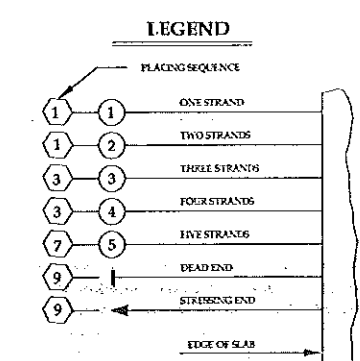 LEGEND
PLACING SEQUENCE
1 1 ONE STRAND
1 2 TWO STRANDS
3 3 THREE STRANDS
3 4 FOUR STRANDS
7 5 FIVE STRANDS
9 DEAD END
9 STRESSING END
EDGE OF SLAB